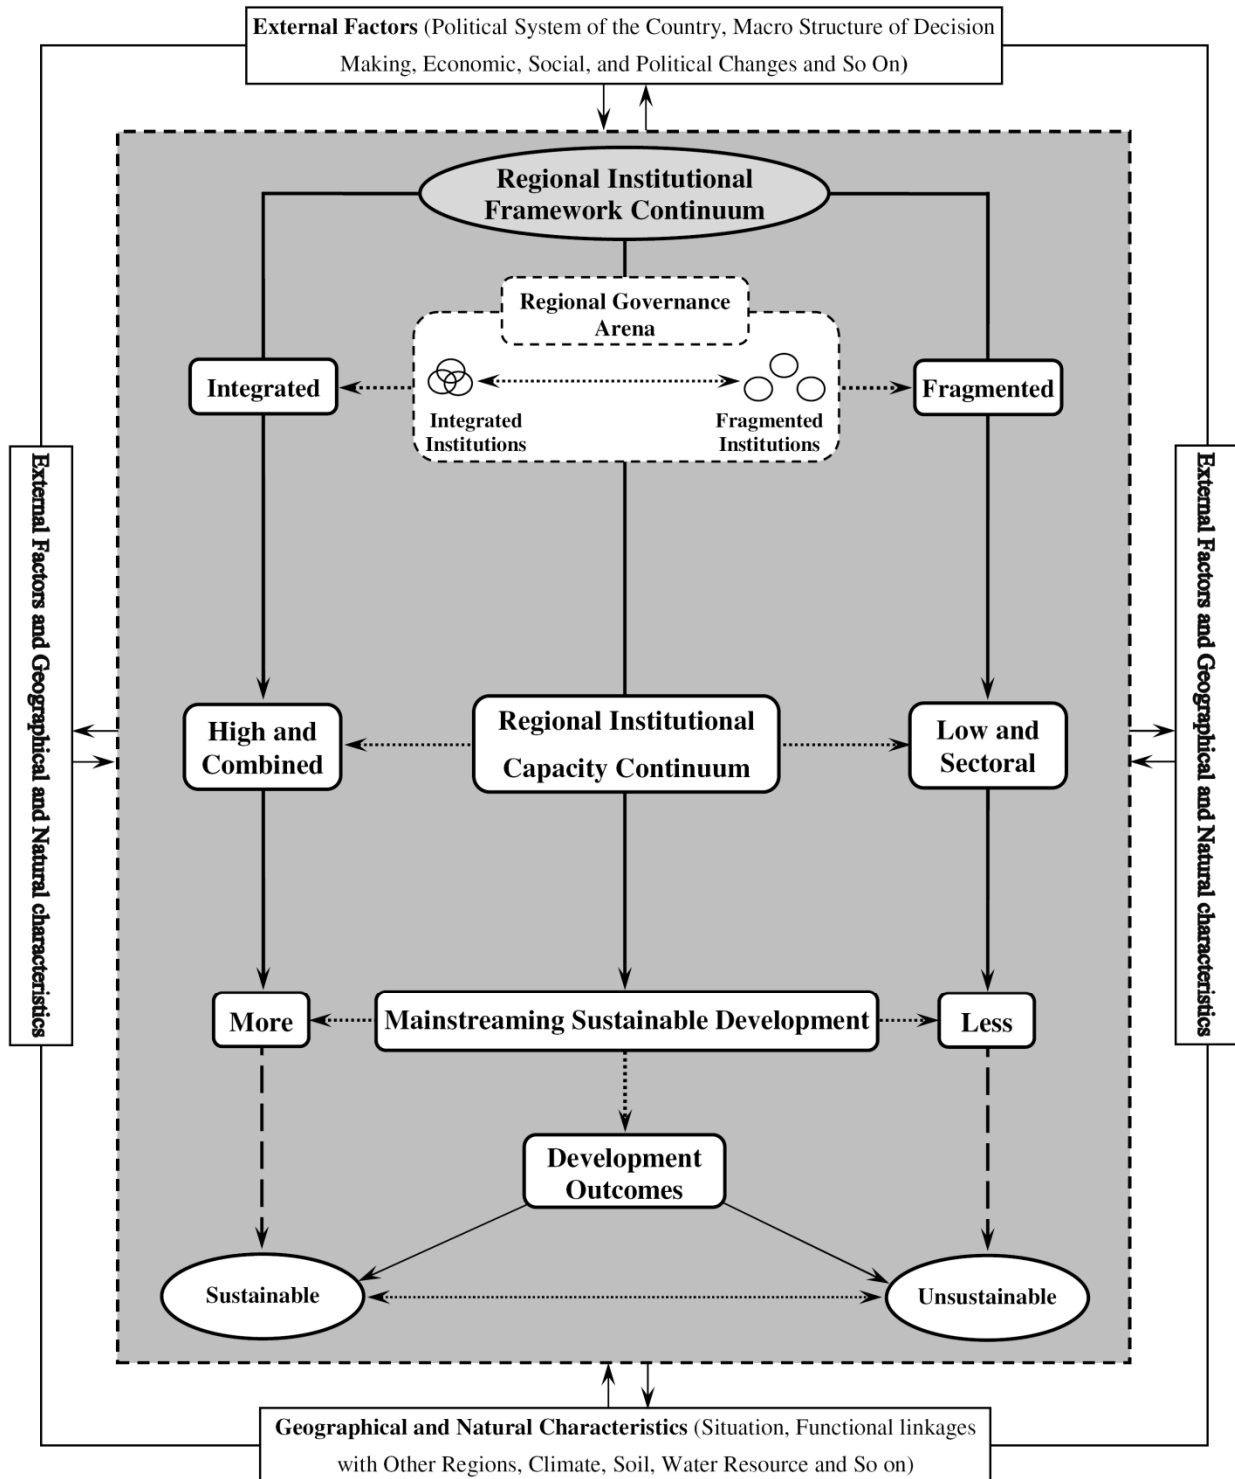 External Factors (Political System of the Country, Macro Structure of Decision
Making, Economic, Social, and Political Changes and So On)
Regional Institutional
Framework Continuum
Regional Governance
Arena
Integrated
Integrated
Institutions
Fragmented
Institutions
Fragmented
External Factors and Geographical and Natural characteristics
External Factors and Geographical and Natural characteristics
High and
Combined
Regional Institutional
Capacity Continuum
Low and
Sectoral
More
Mainstreaming Sustainable Development
Less
Development
Outcomes
Sustainable
Unsustainable
Geographical and Natural Characteristics (Situation, Functional linkages
with Other Regions, Climate, Soil, Water Resource and So on)